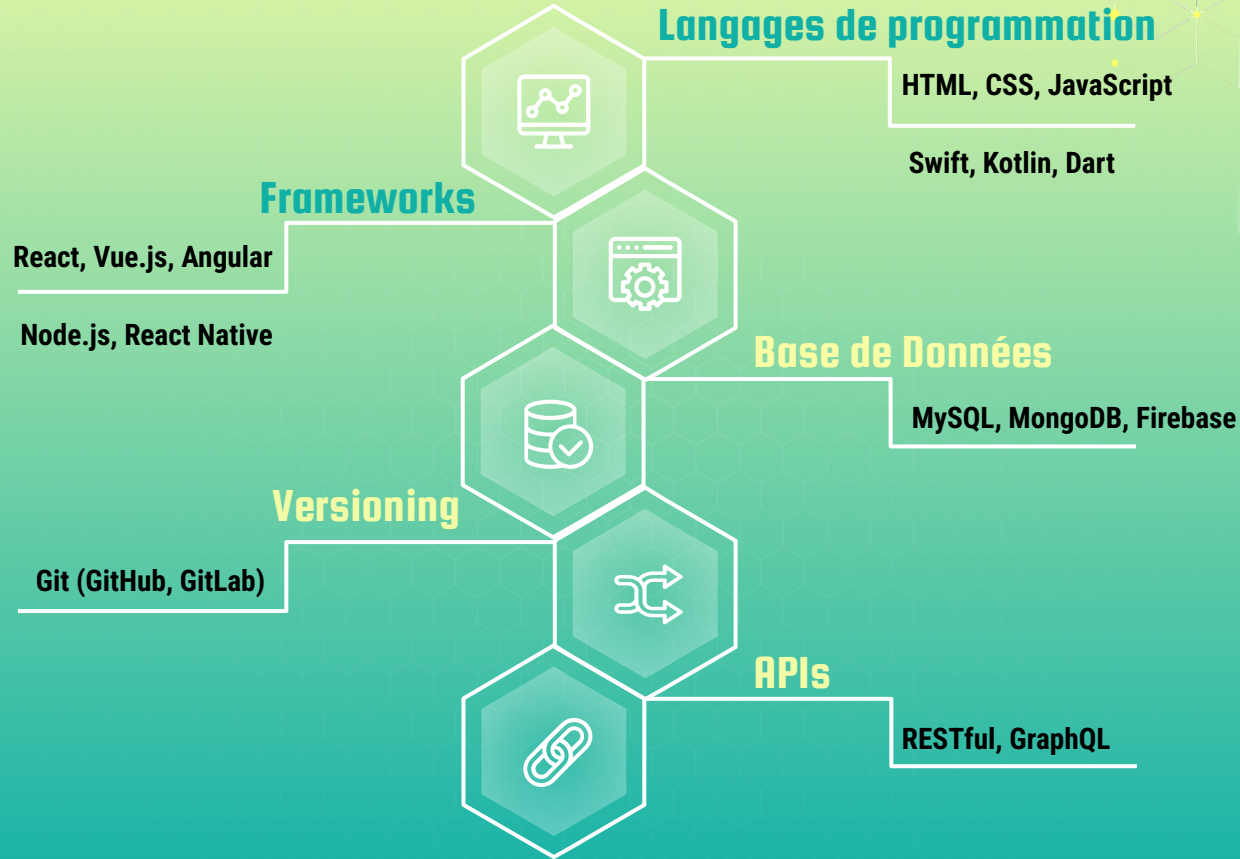 Langages de programmation
HTML, CSS, JavaScript
Swift, Kotlin, Dart
Frameworks
React, Vue.js, Angular
Node.js, React Native
Base de Données
MySQL, MongoDB, Firebase
Versioning
Git (GitHub, GitLab)
APIs
RESTful, GraphQL